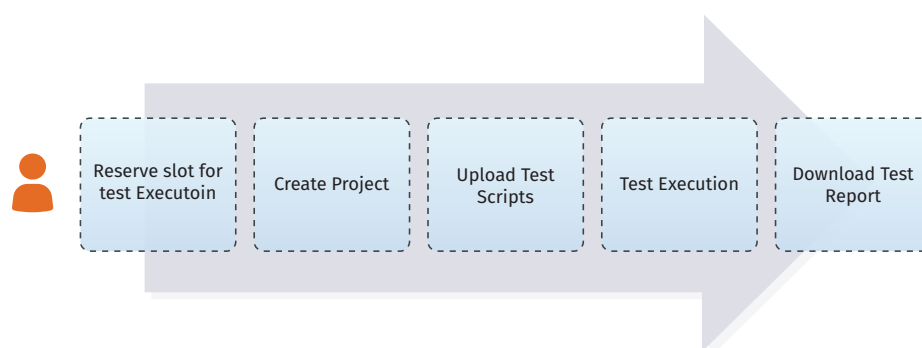 Reserve slot for
test Executoin
Create Project
Upload Test
Scripts
Test Execution
Download Test
Report